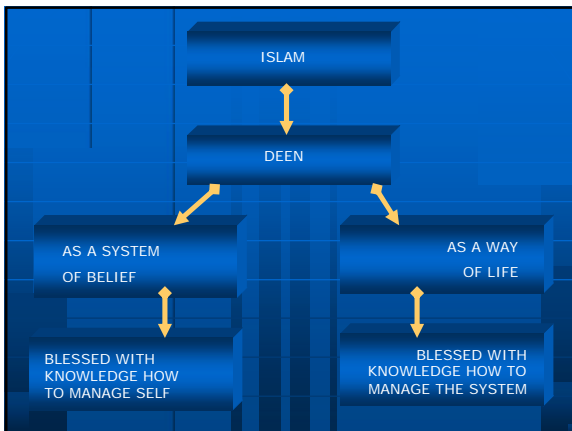 ISLAM
DEEN
AS A SYSTEM
OF BELIEF
AS A WAY
OF LIFE
BLESSED WITH
KNOWLEDGE HOW
TO MANAGE SELF
BLESSED WITH
KNOWLEDGE HOW TO
MANAGE THE SYSTEM